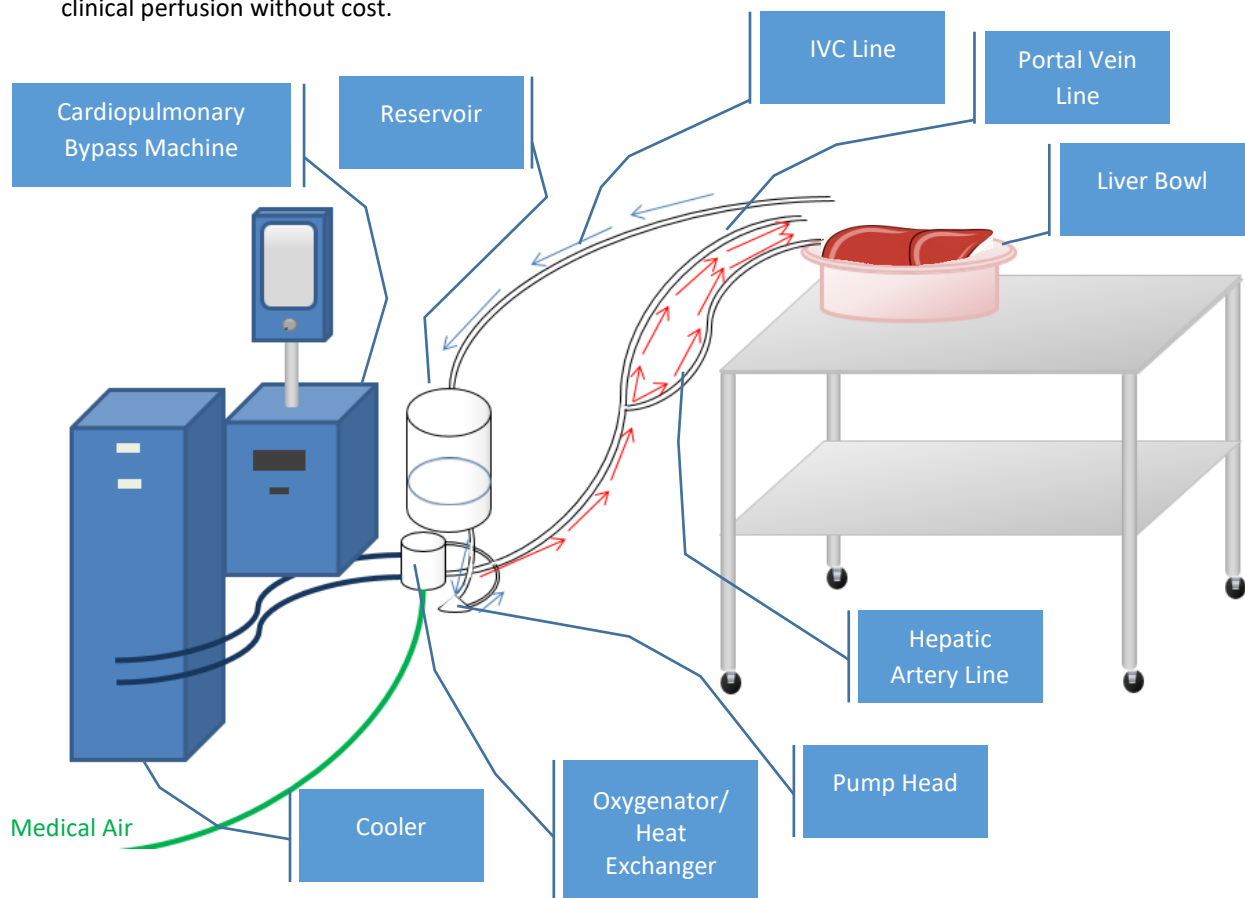 clinical perfusion without cost.
IVC Line
Portal Vein
Line
Cardiopulmonary
Bypass Machine
Reservoir
Liver Bowl
Hepatic
Artery Line
Pump Head
Oxygenator/
Heat
Exchanger
Cooler
Medical Air